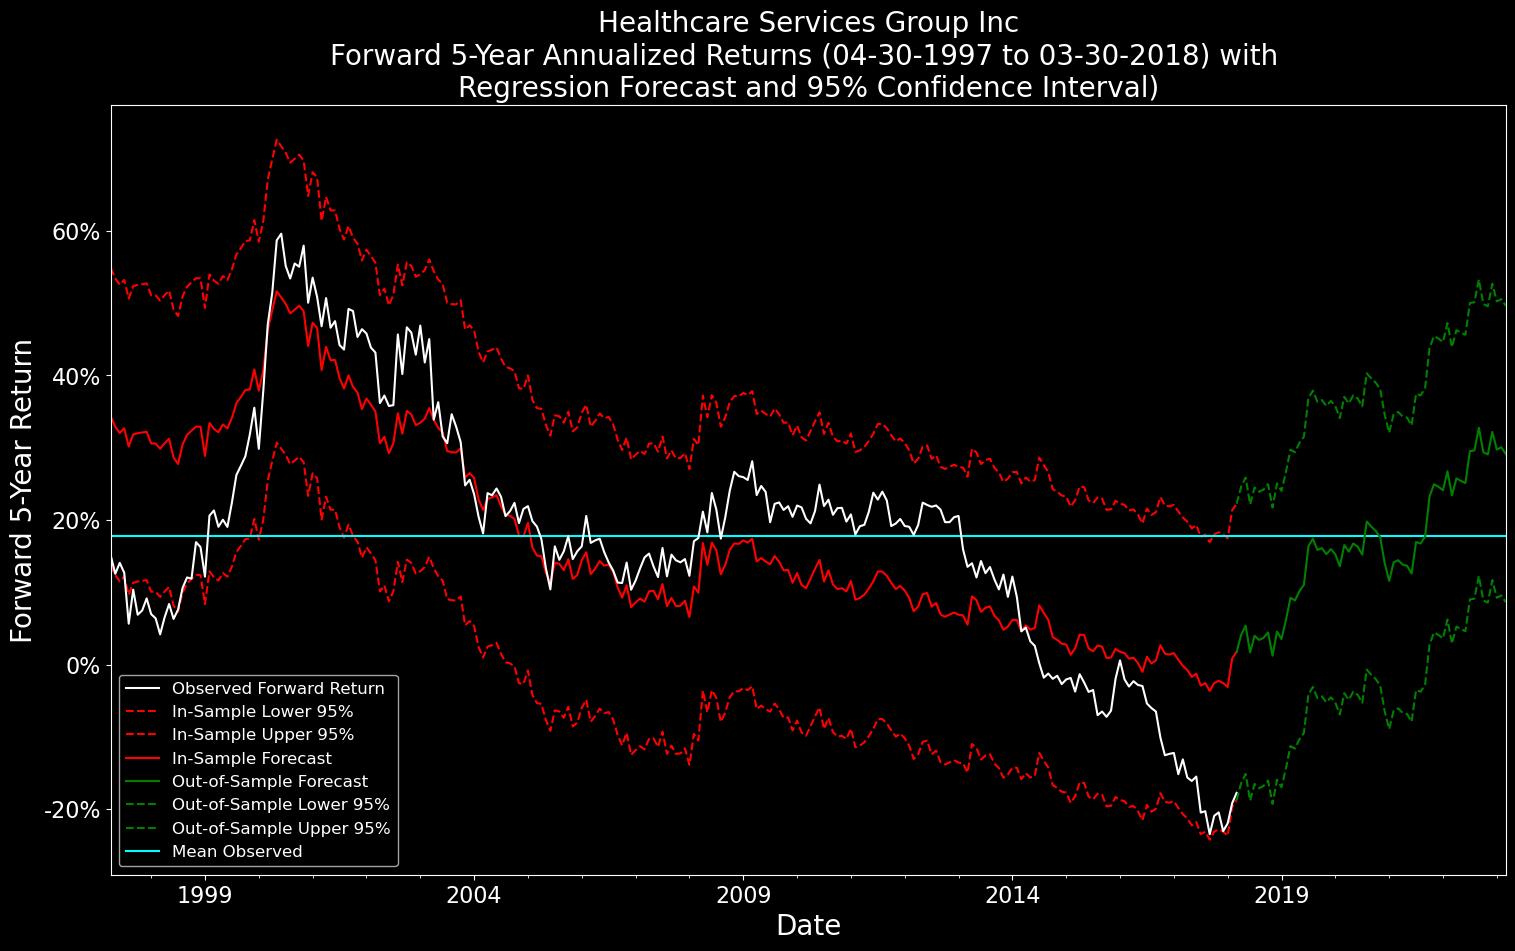 Healthcare Services Group Inc
Forward 5-Year Annualized Returns (04-30-1997 to 03-30-2018) with
Regression Forecast and 95% Confidence Interval)
Forward 5-Year Return
60%
40%
20%
0%
-20%
Observed Forward Return
In-Sample Lower 95%
In-Sample Upper 95%
In-Sample Forecast
Out-of-Sample Forecast
Out-of-Sample Lower 95%
Out-of-Sample Upper 95%
Mean Observed
1999 2004 2009 2014 2019
Date